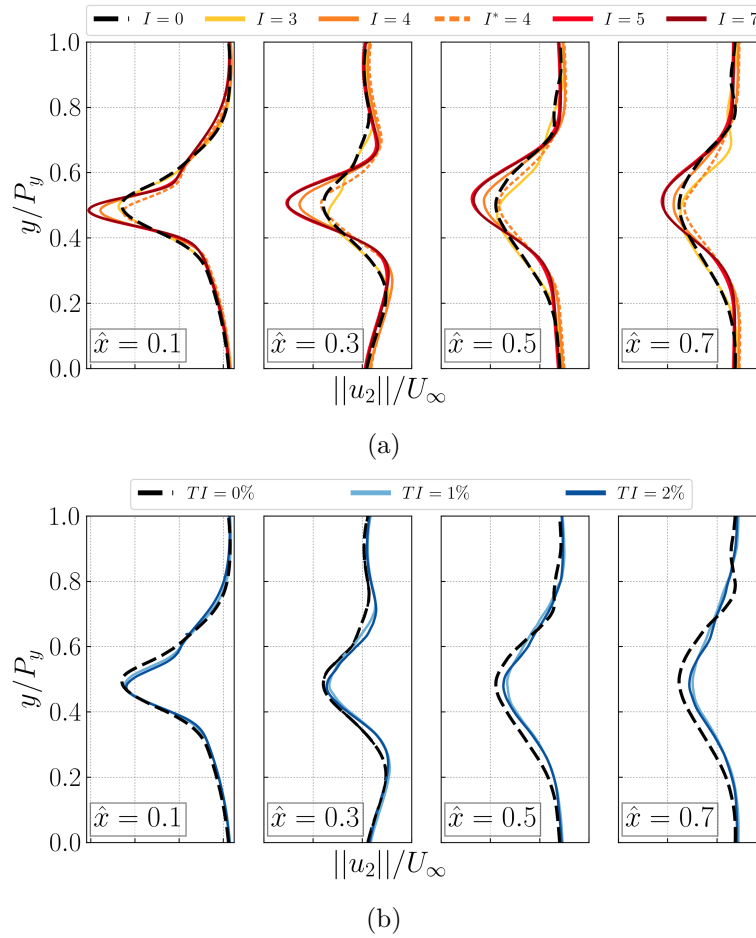 I = 0 I = 3 I = 4 I* = 4 I = 5 I = 7
1.0
0.8
0.6
0.4
0.2
0.0
y/P_y
x̂ = 0.1 x̂ = 0.3 x̂ = 0.5 x̂ = 0.7
||u_2||/U_∞
(a)
TI = 0% TI = 1% TI = 2%
1.0
0.8
0.6
0.4
0.2
0.0
y/P_y
x̂ = 0.1 x̂ = 0.3 x̂ = 0.5 x̂ = 0.7
||u_2||/U_∞
(b)